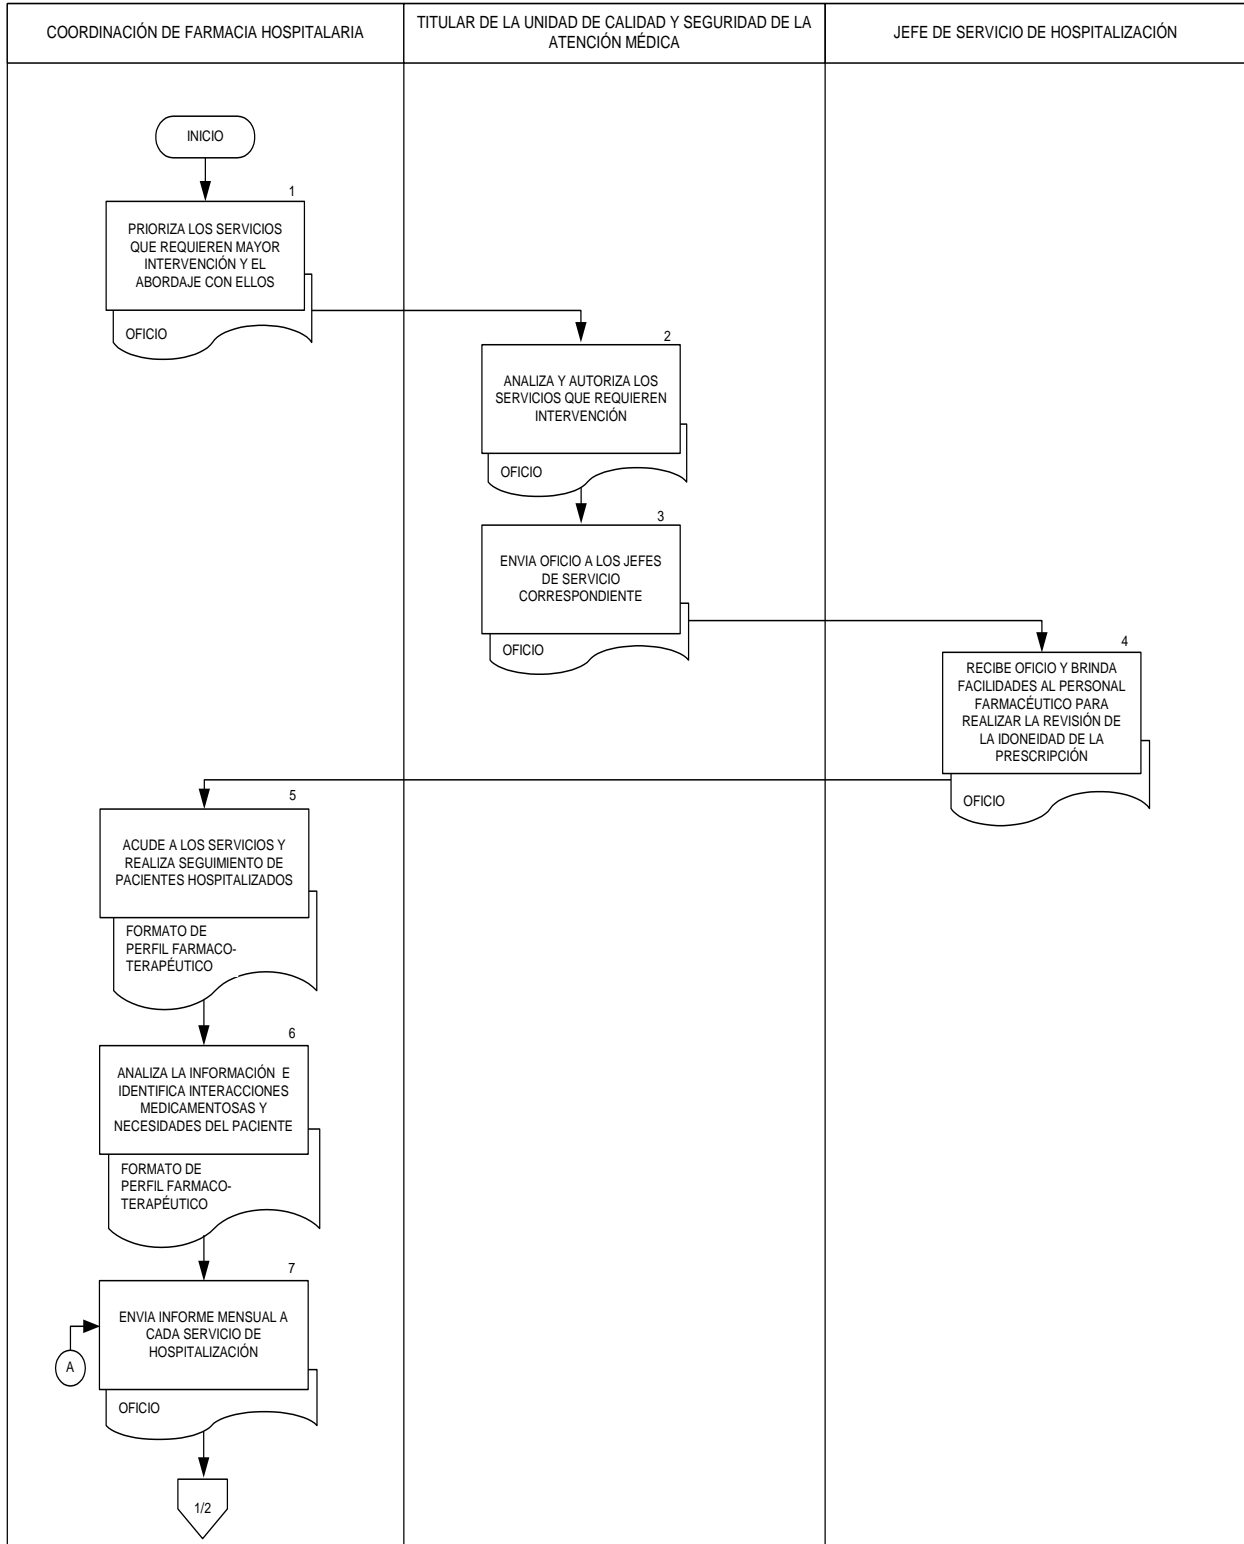 COORDINACIÓN DE FARMACIA HOSPITALARIA
TITULAR DE LA UNIDAD DE CALIDAD Y SEGURIDAD DE LA
ATENCIÓN MÉDICA
JEFE DE SERVICIO DE HOSPITALIZACIÓN
INICIO
1
PRIORIZA LOS SERVICIOS
QUE REQUIEREN MAYOR
INTERVENCIÓN Y EL
ABORDAJE CON ELLOS
OFICIO
2
ANALIZA Y AUTORIZA LOS
SERVICIOS QUE REQUIEREN
INTERVENCIÓN
OFICIO
3
ENVIA OFICIO A LOS JEFES
DE SERVICIO
CORRESPONDIENTE
OFICIO
4
RECIBE OFICIO Y BRINDA
FACILIDADES AL PERSONAL
FARMACÉUTICO PARA
REALIZAR LA REVISIÓN DE
LA IDONEIDAD DE LA
PRESCRIPCIÓN
OFICIO
5
ACUDE A LOS SERVICIOS Y
REALIZA SEGUIMIENTO DE
PACIENTES HOSPITALIZADOS
FORMATO DE
PERFIL FARMACO-
TERAPÉUTICO
6
ANALIZA LA INFORMACIÓN E
IDENTIFICA INTERACCIONES
MEDICAMENTOSAS Y
NECESIDADES DEL PACIENTE
FORMATO DE
PERFIL FARMACO-
TERAPÉUTICO
7
ENVIA INFORME MENSUAL A
CADA SERVICIO DE
HOSPITALIZACIÓN
A
OFICIO
1/2